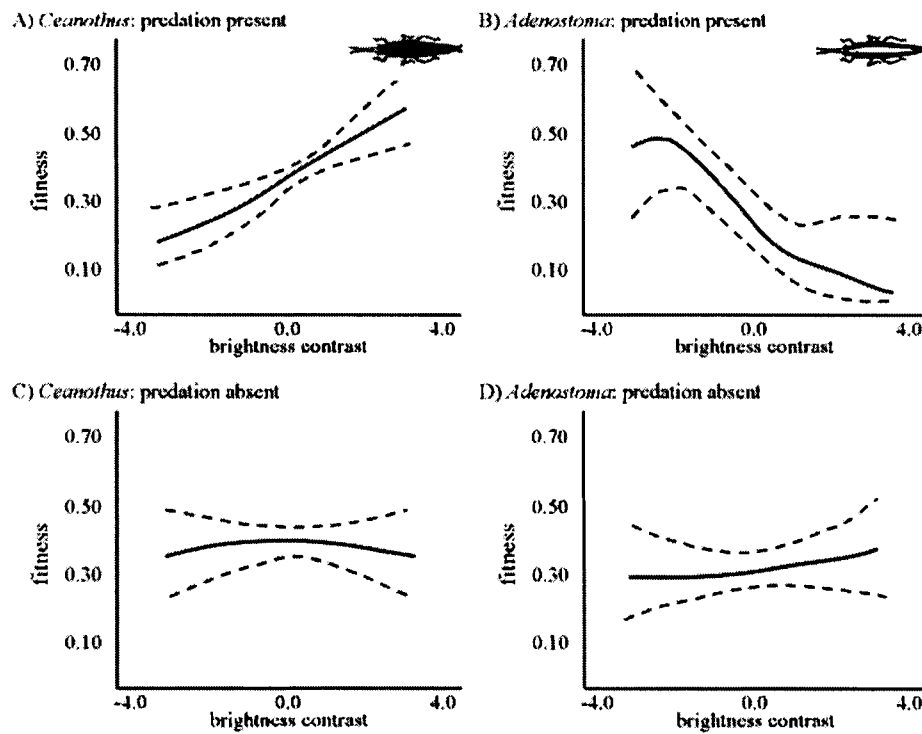 A) Ceanothus: predation present
0.70
0.50
0.30
0.10
fitness
-4.0 0.0 4.0
brightness contrast
B) Adenostoma: predation present
0.70
0.50
0.30
0.10
fitness
-4.0 0.0 4.0
brightness contrast
C) Ceanothus: predation absent
0.70
0.50
0.30
0.10
fitness
-4.0 0.0 4.0
brightness contrast
D) Adenostoma: predation absent
0.70
0.50
0.30
0.10
fitness
-4.0 0.0 4.0
brightness contrast